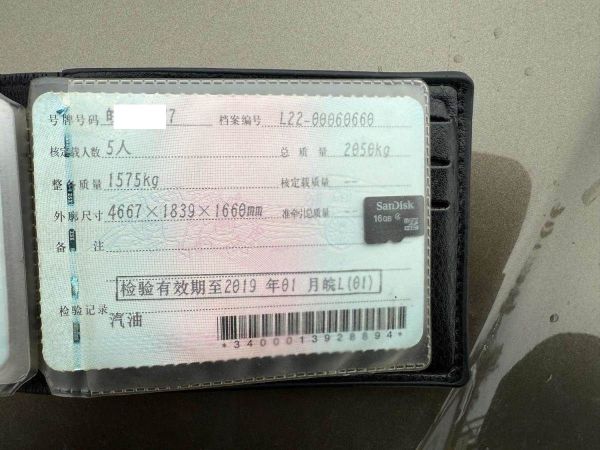 号牌号码 7 档案编号 L22-00060660
核定载人数 5人 总质量 2050kg
整备质量 1575kg 核定载质量 --
外廓尺寸 4667×1839×1660mm 准牵引总质量 --
SanDisk
16GB
备注
检验有效期至2019 年01 月皖L(01)
检验记录
汽油
*3400013928894*